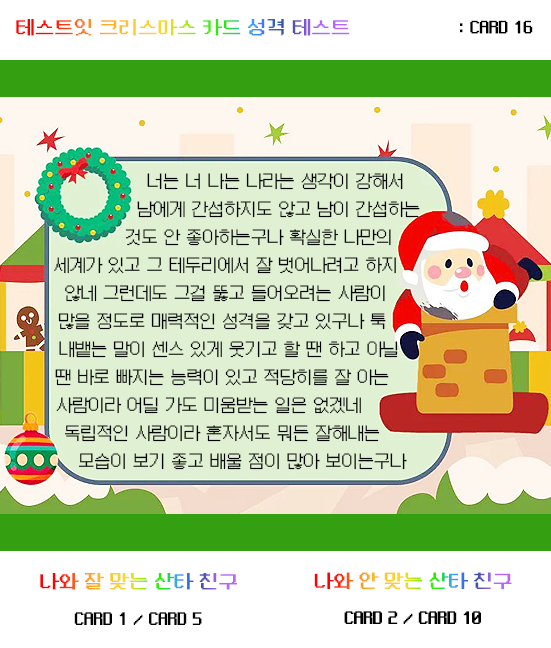 테스트잇 크리스마스 카드 성격 테스트 : CARD 16
너는 너 나는 나라는 생각이 강해서
남에게 간섭하지도 않고 남이 간섭하는
것도 안 좋아하는구나 확실한 나만의
세계가 있고 그 테두리에서 잘 벗어나려고 하지
않네 그런데도 그걸 뚫고 들어오려는 사람이
많을 정도로 매력적인 성격을 갖고 있구나 툭
내뱉는 말이 센스 있게 웃기고 할 땐 하고 아닐
땐 바로 빠지는 능력이 있고 적당히를 잘 아는
사람이라 어딜 가도 미움받는 일은 없겠네
독립적인 사람이라 혼자서도 뭐든 잘해내는
모습이 보기 좋고 배울 점이 많아 보이는구나
나와 잘 맞는 산타 친구
CARD 1 / CARD 5
나와 안 맞는 산타 친구
CARD 2 / CARD 10